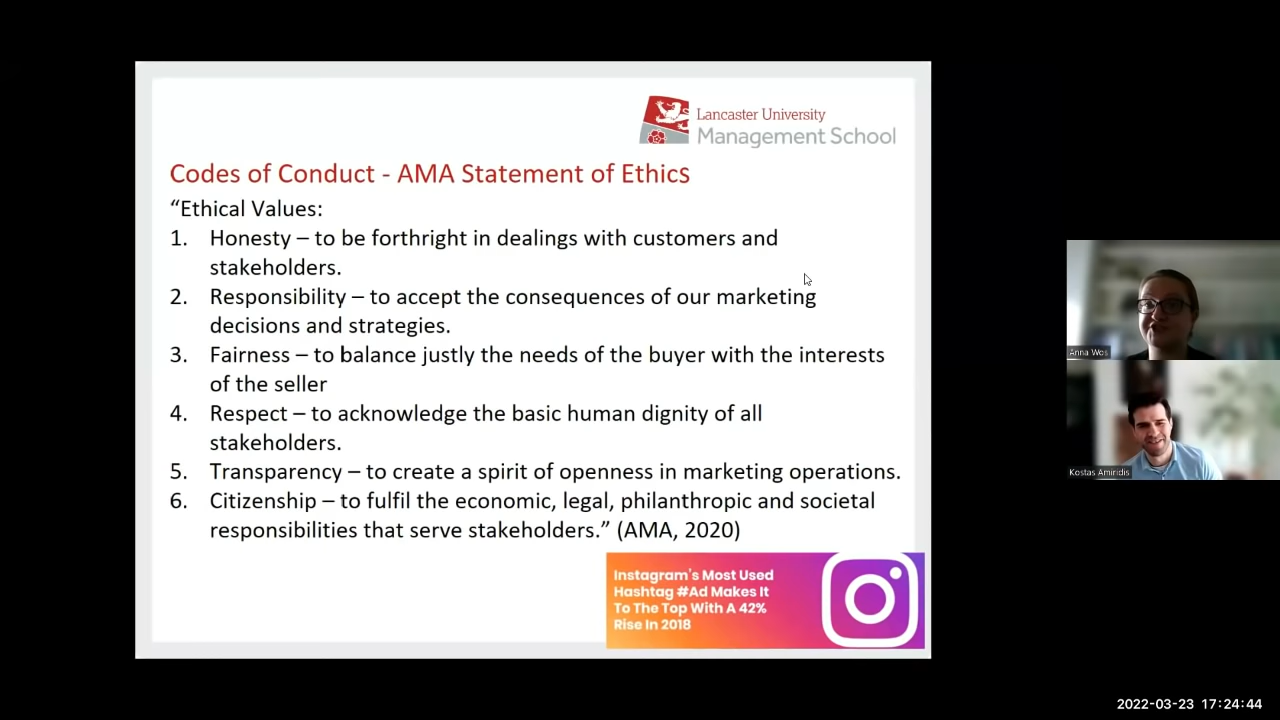 Lancaster University
Management School
Codes of Conduct - AMA Statement of Ethics
“Ethical Values:
1. Honesty – to be forthright in dealings with customers and
stakeholders.
2. Responsibility – to accept the consequences of our marketing
decisions and strategies.
3. Fairness – to balance justly the needs of the buyer with the interests
of the seller
4. Respect – to acknowledge the basic human dignity of all
stakeholders.
5. Transparency – to create a spirit of openness in marketing operations.
6. Citizenship – to fulfil the economic, legal, philanthropic and societal
responsibilities that serve stakeholders.” (AMA, 2020)
Instagram's Most Used
Hashtag #Ad Makes It
To The Top With A 42%
Rise In 2018
Anna Wos
Kostas Amiridis
2022-03-23 17:24:44